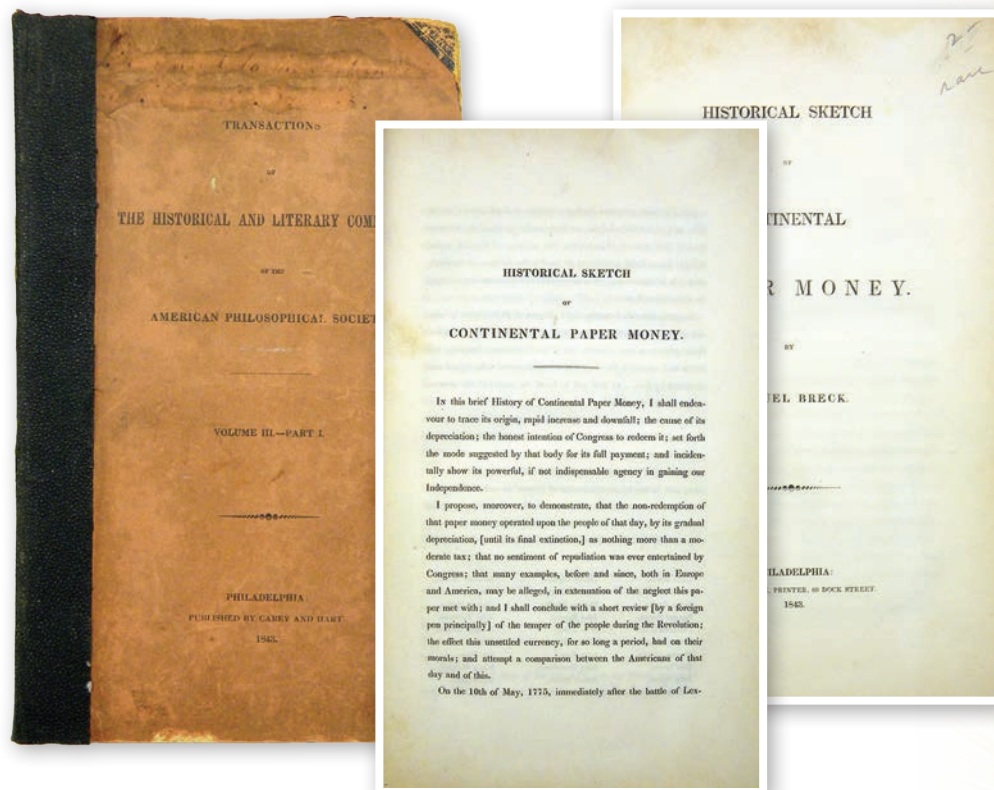 TRANSACTIONS
OF
THE HISTORICAL AND LITERARY COM
OF THE
AMERICAN PHILOSOPHICAL SOCIET
VOLUME III.—PART I.
PHILADELPHIA
PUBLISHED BY CAREY AND HART
1843.
HISTORICAL SKETCH
OF
CONTINENTAL PAPER MONEY.
In this brief History of Continental Paper Money, I shall endea-
vour to trace its origin, rapid increase and downfall; the cause of its
depreciation; the honest intention of Congress to redeem it; set forth
the mode suggested by that body for its full payment; and inciden-
tally show its powerful, if not indispensable agency in gaining our
Independence.
I propose, moreover, to demonstrate, that the non-redemption of
that paper money operated upon the people of that day, by its gradual
depreciation, [until its final extinction,] as nothing more than a mo-
derate tax; that no sentiment of repudiation was ever entertained by
Congress; that many examples, before and since, both in Europe
and America, may be alleged, in extenuation of the neglect this pa-
per met with; and I shall conclude with a short review [by a foreign
pen principally] of the temper of the people during the Revolution;
the effect this unsettled currency, for so long a period, had on their
morals; and attempt a comparison between the Americans of that
day and of this.
On the 10th of May, 1775, immediately after the battle of Lex-
rare
HISTORICAL SKETCH
OF
TINENTAL
R MONEY.
BY
UEL BRECK.
ILADELPHIA:
, PRINTER, DOCK STREET.
1843.